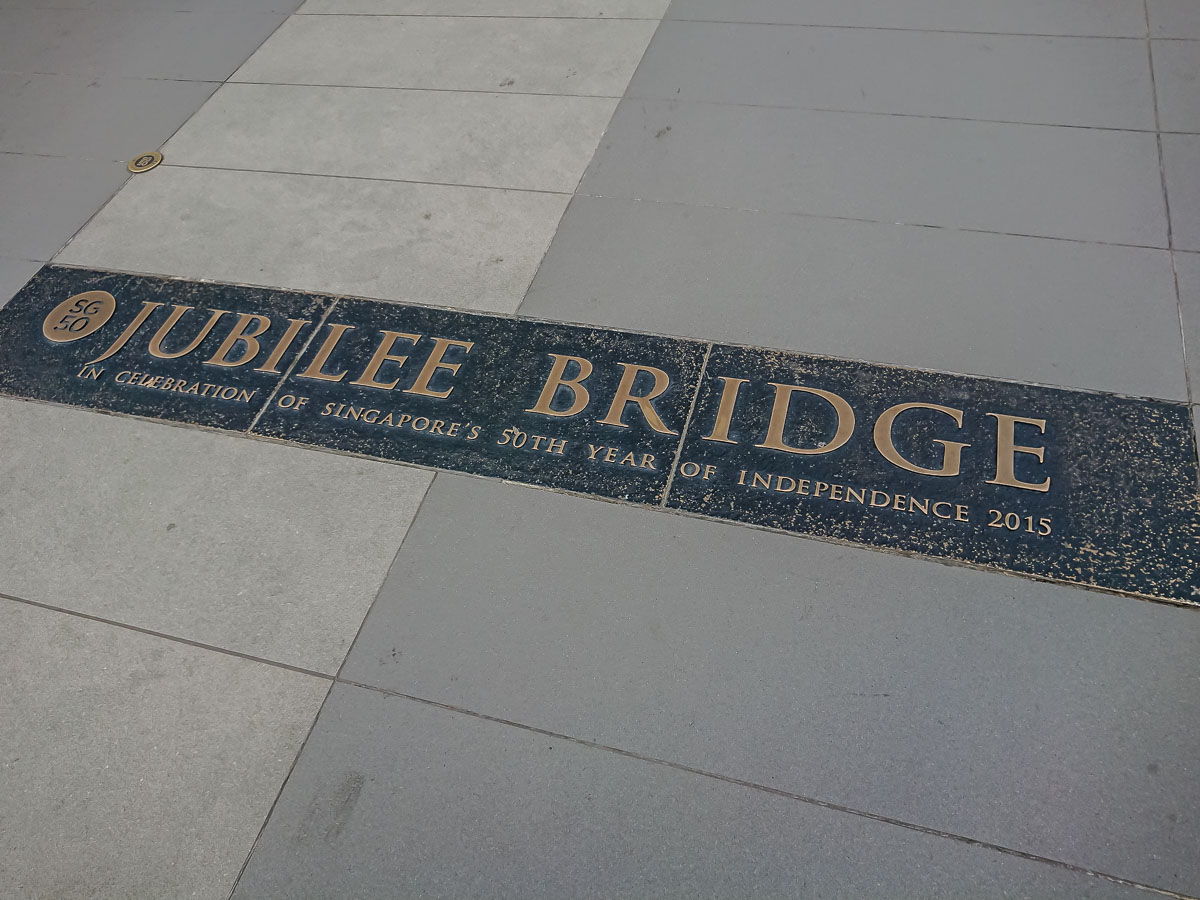 SG
50
JUBILEE BRIDGE
IN CELEBRATION OF SINGAPORE'S 50TH YEAR OF INDEPENDENCE 2015